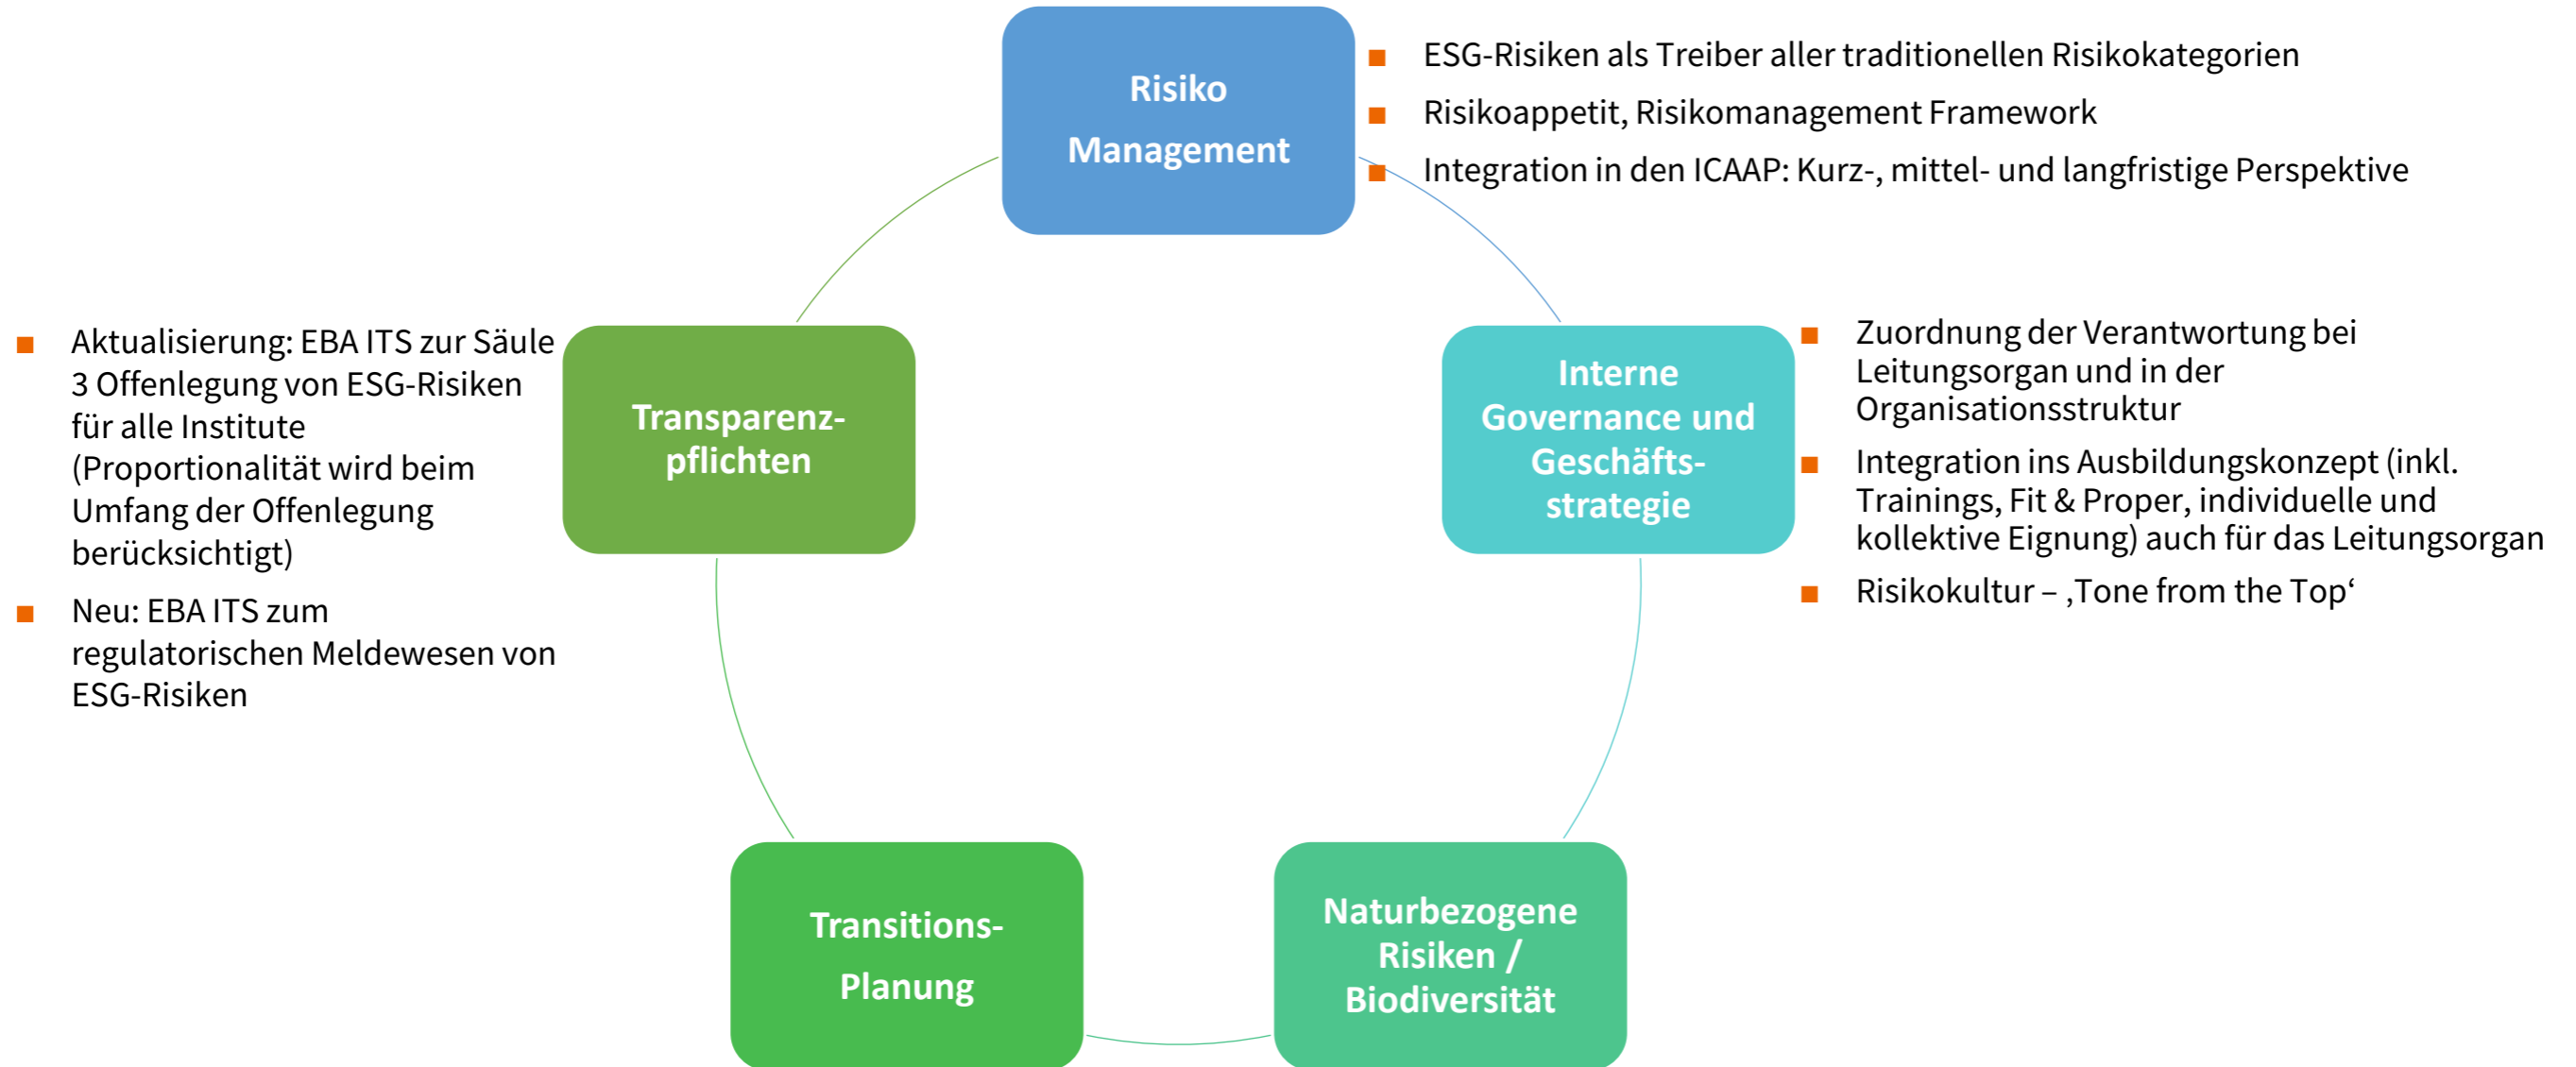 Risiko
Management
■ ESG-Risiken als Treiber aller traditionellen Risikokategorien
■ Risikoappetit, Risikomanagement Framework
■ Integration in den ICAAP: Kurz-, mittel- und langfristige Perspektive
Interne
Governance und
Geschäfts-
strategie
■ Zuordnung der Verantwortung bei
Leitungsorgan und in der
Organisationsstruktur
■ Integration ins Ausbildungskonzept (inkl.
Trainings, Fit & Proper, individuelle und
kollektive Eignung) auch für das Leitungsorgan
■ Risikokultur – ‚Tone from the Top‘
Naturbezogene
Risiken /
Biodiversität
Transitions-
Planung
Transparenz-
pflichten
■ Aktualisierung: EBA ITS zur Säule
3 Offenlegung von ESG-Risiken
für alle Institute
(Proportionalität wird beim
Umfang der Offenlegung
berücksichtigt)
■ Neu: EBA ITS zum
regulatorischen Meldewesen von
ESG-Risiken